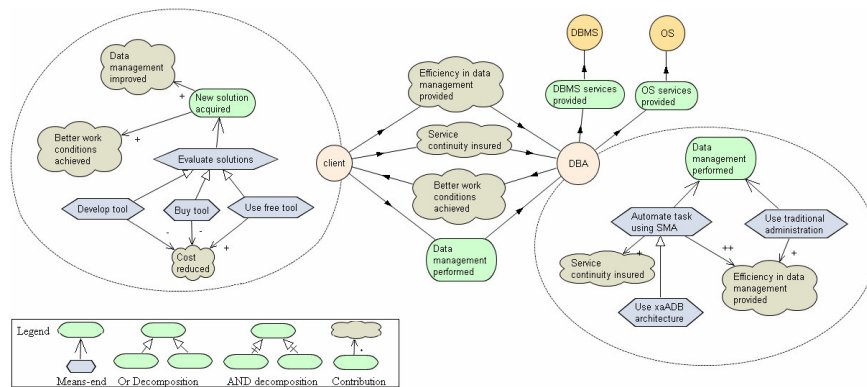 DBMS
OS
Data
management
improved
New solution
acquired
+
+
Better work
conditions
achieved
Evaluate solutions
Develop tool
Buy tool
Use free tool
-
-
+
Cost
reduced
client
Efficiency in data
management
provided
Service
continuity insured
Better work
conditions
achieved
Data
management
performed
DBA
DBMS services
provided
OS services
provided
Data
management
performed
Automate task
using SMA
Use traditional
administration
+
++
+
Service
continuity insured
Efficiency in data
management
provided
Use xaADB
architecture
Legend
Means-end
Or Decomposition
AND decomposition
Contribution